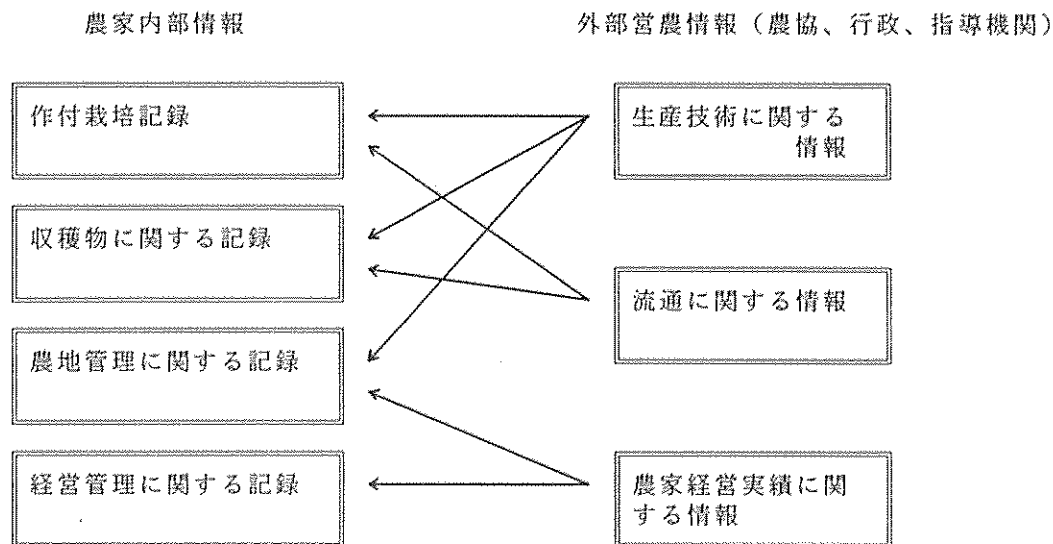 農家内部情報
外部営農情報（農協、行政、指導機関）
作付栽培記録
収穫物に関する記録
農地管理に関する記録
経営管理に関する記録
生産技術に関する
情報
流通に関する情報
農家経営実績に関
する情報